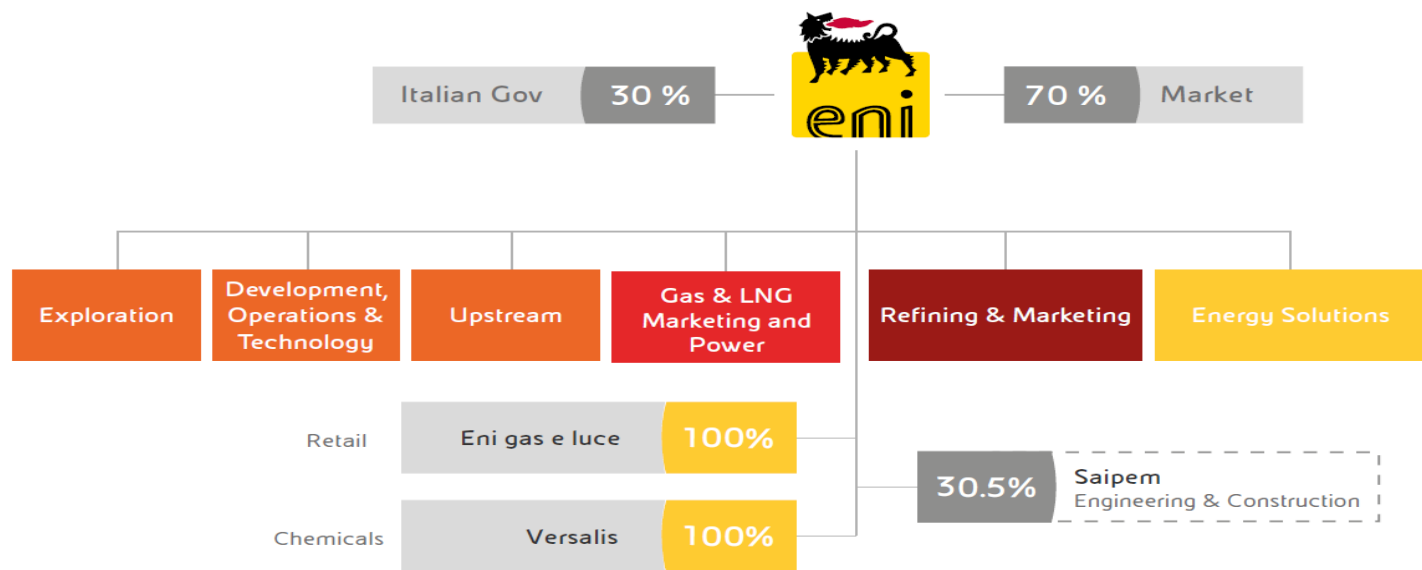 Italian Gov 30 %
eni
70 % Market
Exploration
Development,
Operations &
Technology
Upstream
Gas & LNG
Marketing and
Power
Refining & Marketing
Energy Solutions
Retail
Eni gas e luce 100%
30.5%
Saipem
Engineering & Construction
Chemicals
Versalis 100%